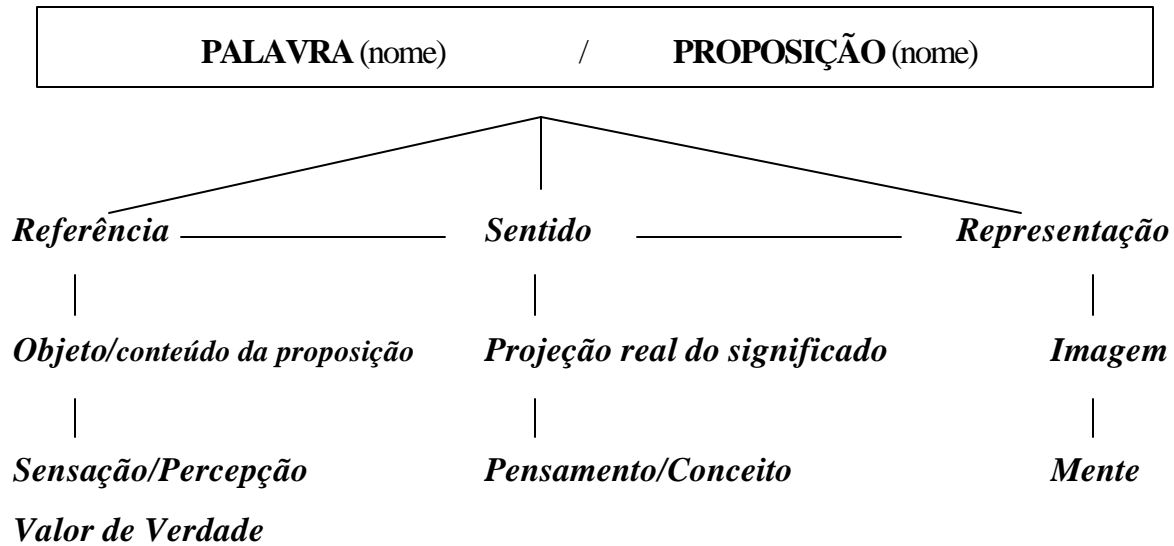 PALAVRA (nome) / PROPOSIÇÃO (nome)
Referência Sentido Representação
Objeto/conteúdo da proposição Projeção real do significado Imagem
Sensação/Percepção Pensamento/Conceito Mente
Valor de Verdade